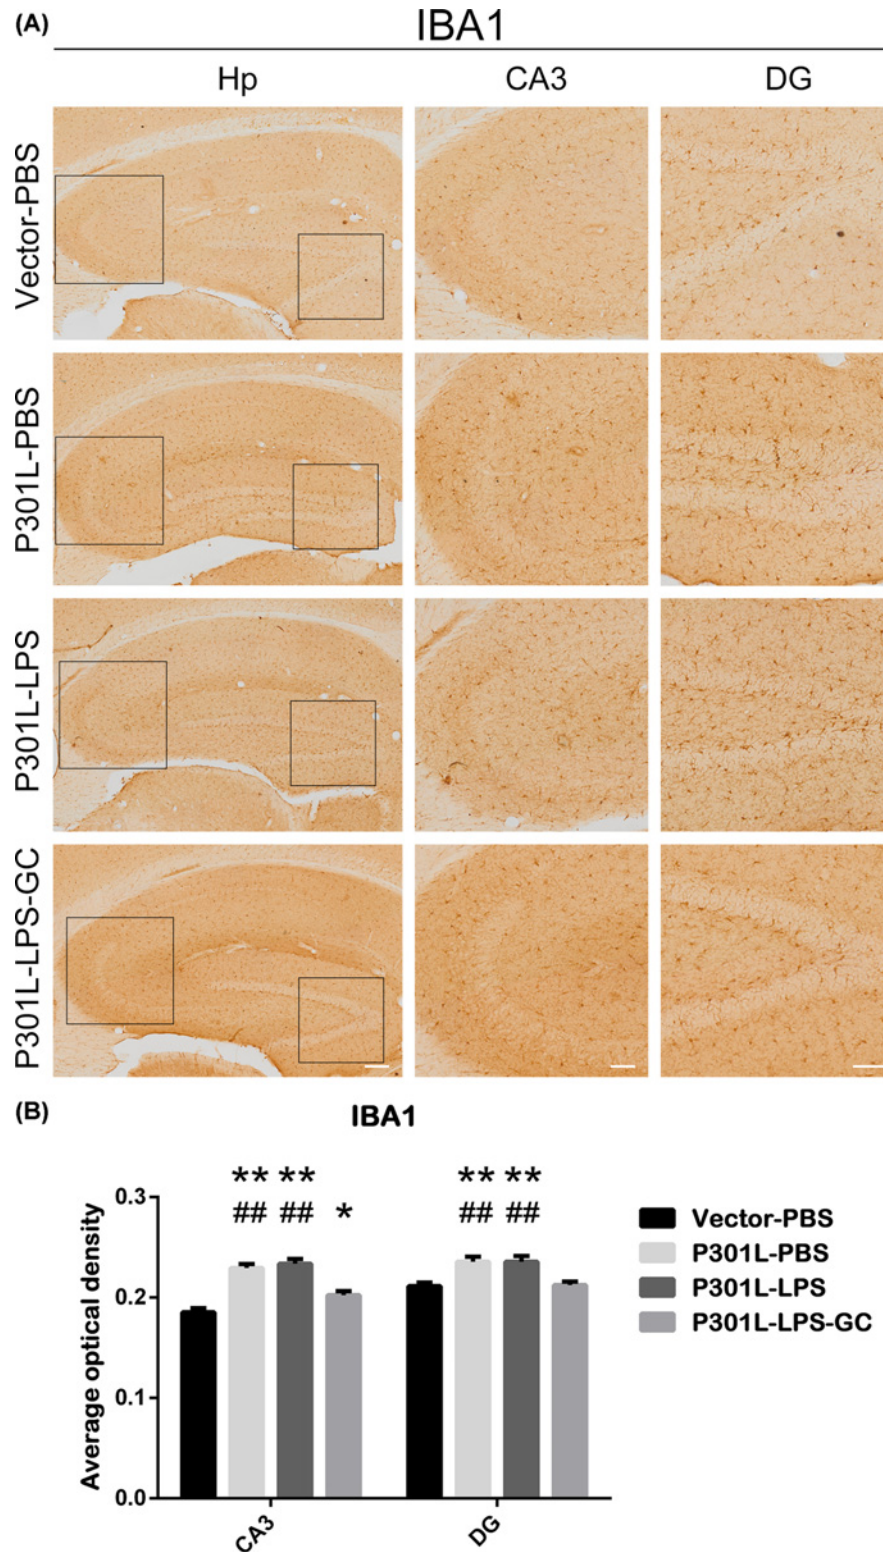 (A)
IBA1
Hp CA3 DG
Vector-PBS
P301L-PBS
P301L-LPS
P301L-LPS-GC
(B)
IBA1
** ** ** **
## ## * ## ##
Average optical density
0.3
0.2
0.1
0.0
CA3
DG
Vector-PBS
P301L-PBS
P301L-LPS
P301L-LPS-GC